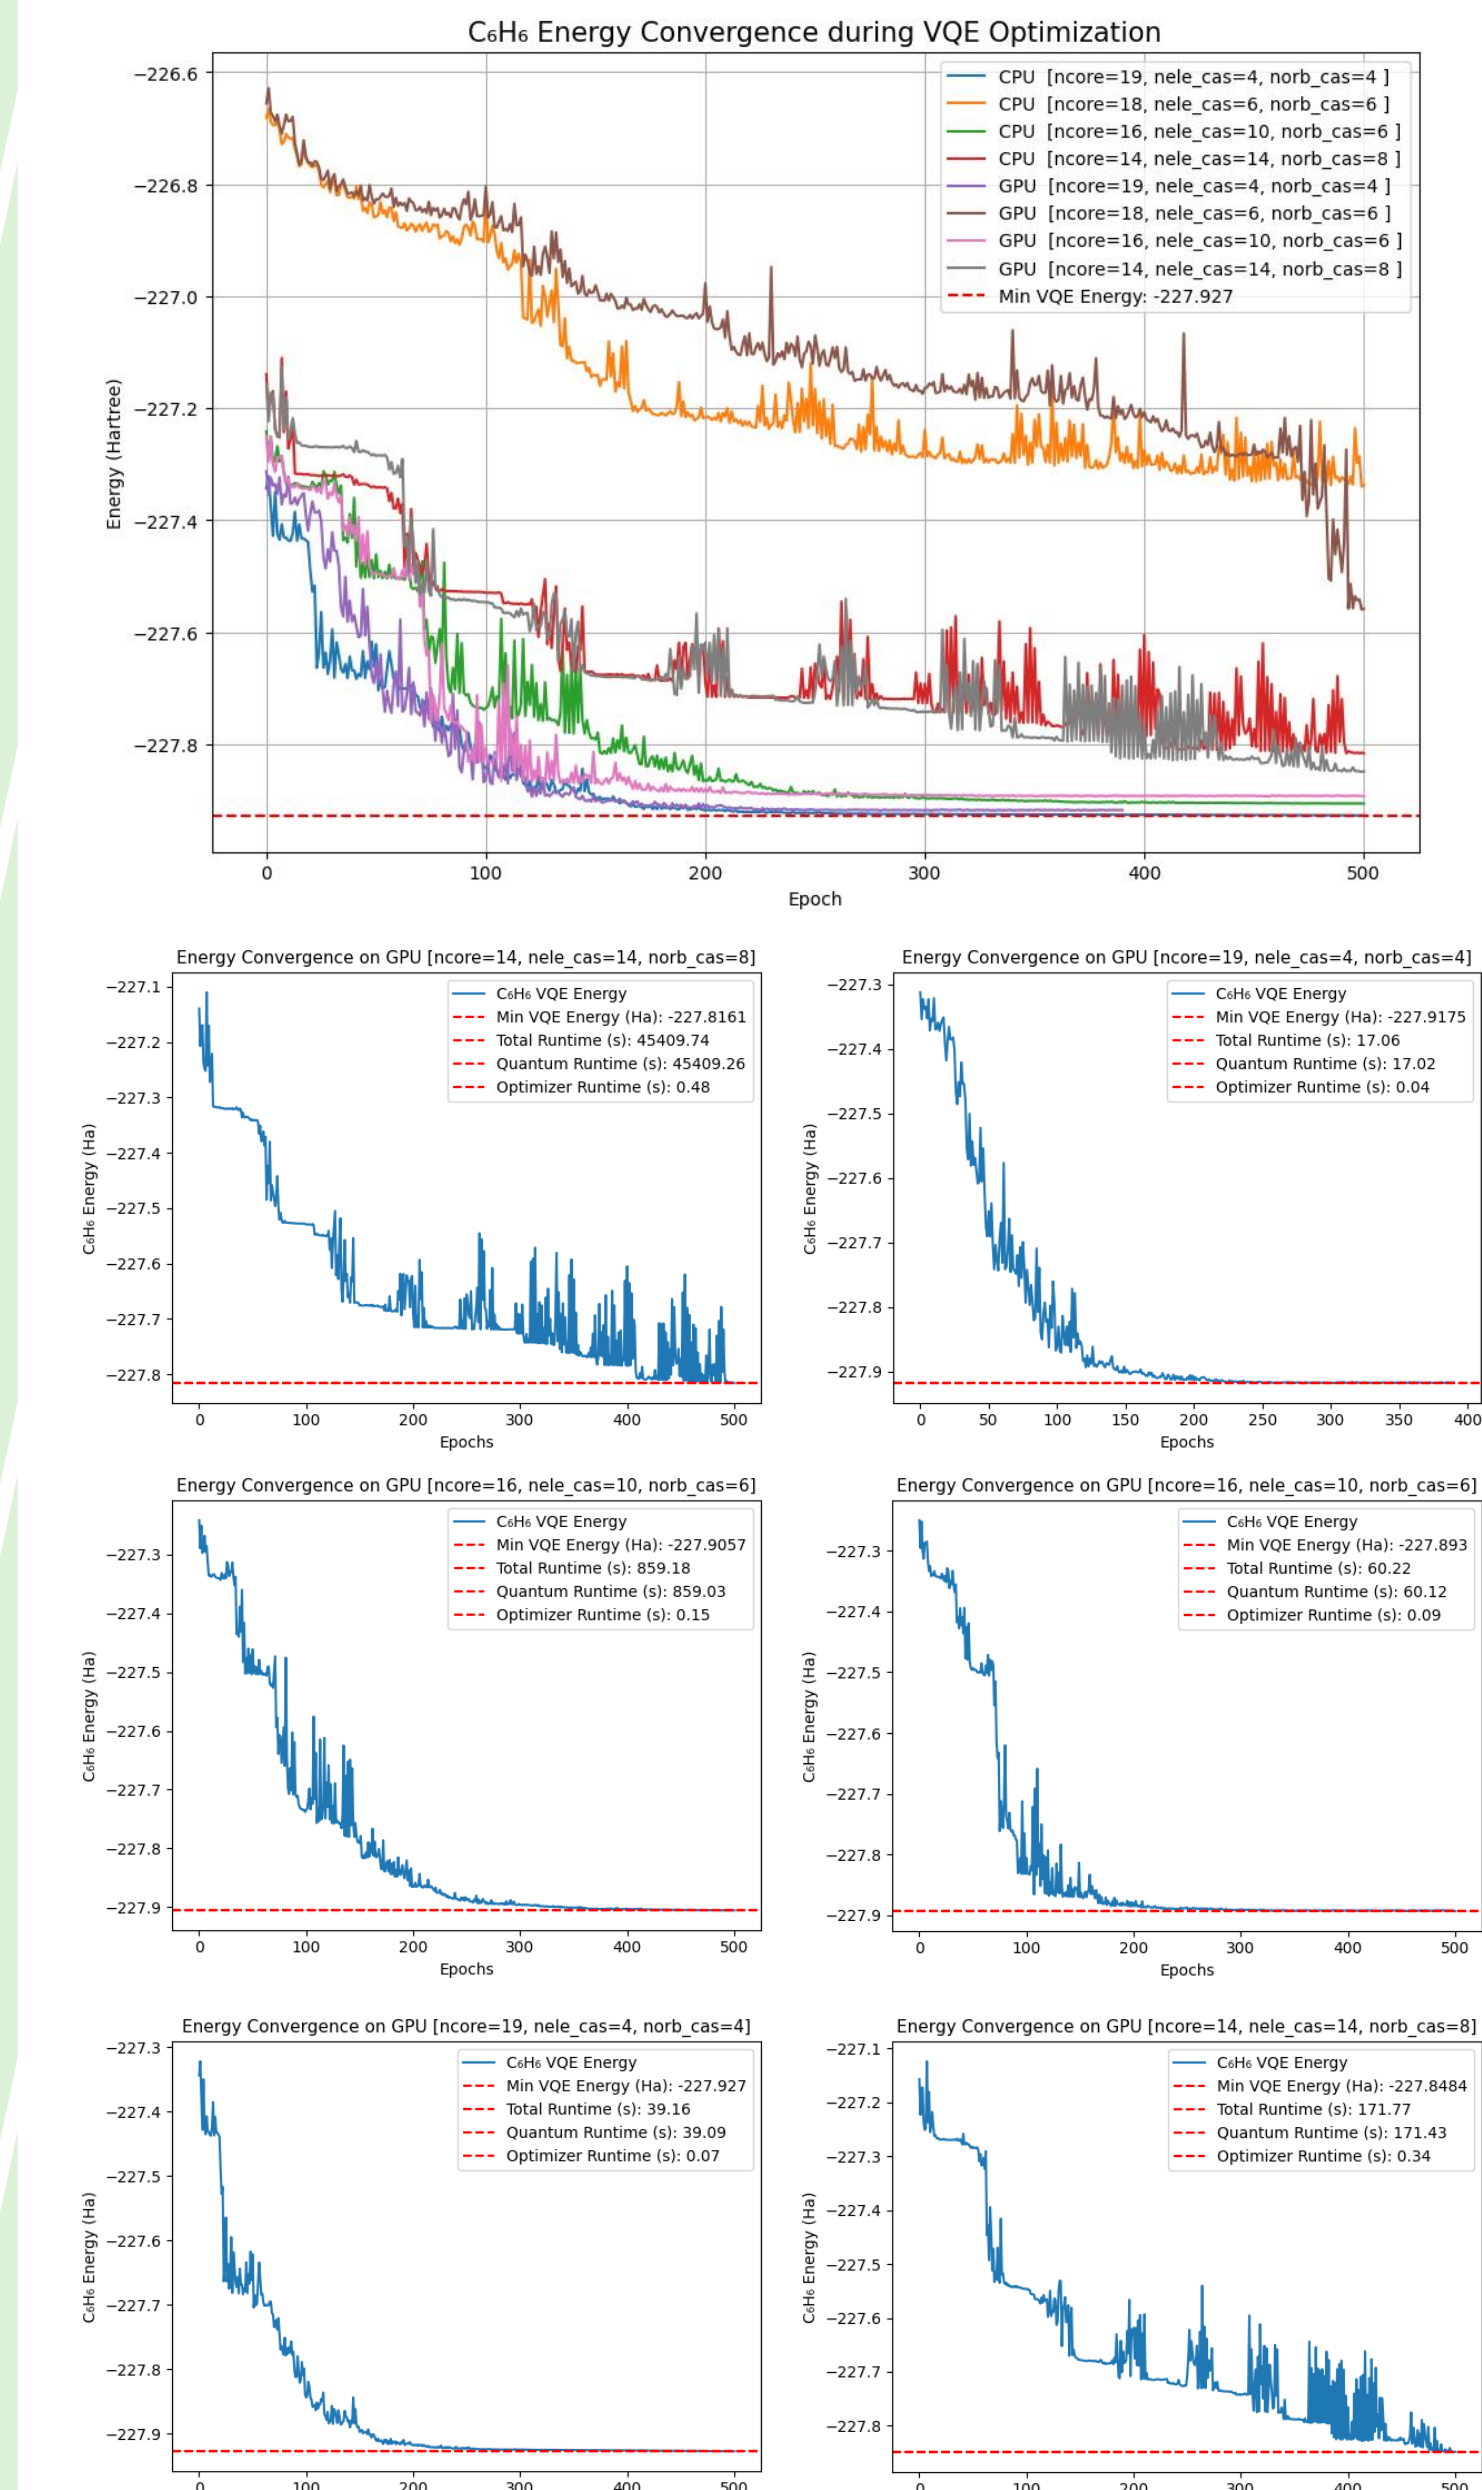 C₆H₆ Energy Convergence during VQE Optimization
CPU [ncore=19, nele_cas=4, norb_cas=4 ]
CPU [ncore=18, nele_cas=6, norb_cas=6 ]
CPU [ncore=16, nele_cas=10, norb_cas=6 ]
CPU [ncore=14, nele_cas=14, norb_cas=8 ]
GPU [ncore=19, nele_cas=4, norb_cas=4 ]
GPU [ncore=18, nele_cas=6, norb_cas=6 ]
GPU [ncore=16, nele_cas=10, norb_cas=6 ]
GPU [ncore=14, nele_cas=14, norb_cas=8 ]
Min VQE Energy: -227.927
Energy (Hartree)
−226.6
−226.8
−227.0
−227.2
−227.4
−227.6
−227.8
0 100 200 300 400 500
Epoch
Energy Convergence on GPU [ncore=14, nele_cas=14, norb_cas=8]
C₆H₆ VQE Energy
Min VQE Energy (Ha): -227.8161
Total Runtime (s): 45409.74
Quantum Runtime (s): 45409.26
Optimizer Runtime (s): 0.48
C₆H₆ Energy (Ha)
−227.1
−227.2
−227.3
−227.4
−227.5
−227.6
−227.7
−227.8
0 100 200 300 400 500
Epochs
Energy Convergence on GPU [ncore=19, nele_cas=4, norb_cas=4]
C₆H₆ VQE Energy
Min VQE Energy (Ha): -227.9175
Total Runtime (s): 17.06
Quantum Runtime (s): 17.02
Optimizer Runtime (s): 0.04
C₆H₆ Energy (Ha)
−227.3
−227.4
−227.5
−227.6
−227.7
−227.8
−227.9
0 50 100 150 200 250 300 350 400
Epochs
Energy Convergence on GPU [ncore=16, nele_cas=10, norb_cas=6]
C₆H₆ VQE Energy
Min VQE Energy (Ha): -227.9057
Total Runtime (s): 859.18
Quantum Runtime (s): 859.03
Optimizer Runtime (s): 0.15
C₆H₆ Energy (Ha)
−227.3
−227.4
−227.5
−227.6
−227.7
−227.8
−227.9
0 100 200 300 400 500
Epochs
Energy Convergence on GPU [ncore=16, nele_cas=10, norb_cas=6]
C₆H₆ VQE Energy
Min VQE Energy (Ha): -227.893
Total Runtime (s): 60.22
Quantum Runtime (s): 60.12
Optimizer Runtime (s): 0.09
C₆H₆ Energy (Ha)
−227.3
−227.4
−227.5
−227.6
−227.7
−227.8
−227.9
0 100 200 300 400 500
Epochs
Energy Convergence on GPU [ncore=19, nele_cas=4, norb_cas=4]
C₆H₆ VQE Energy
Min VQE Energy (Ha): -227.927
Total Runtime (s): 39.16
Quantum Runtime (s): 39.09
Optimizer Runtime (s): 0.07
C₆H₆ Energy (Ha)
−227.3
−227.4
−227.5
−227.6
−227.7
−227.8
−227.9
0 100 200 300 400 500
Energy Convergence on GPU [ncore=14, nele_cas=14, norb_cas=8]
C₆H₆ VQE Energy
Min VQE Energy (Ha): -227.8484
Total Runtime (s): 171.77
Quantum Runtime (s): 171.43
Optimizer Runtime (s): 0.34
C₆H₆ Energy (Ha)
−227.1
−227.2
−227.3
−227.4
−227.5
−227.6
−227.7
−227.8
0 100 200 300 400 500